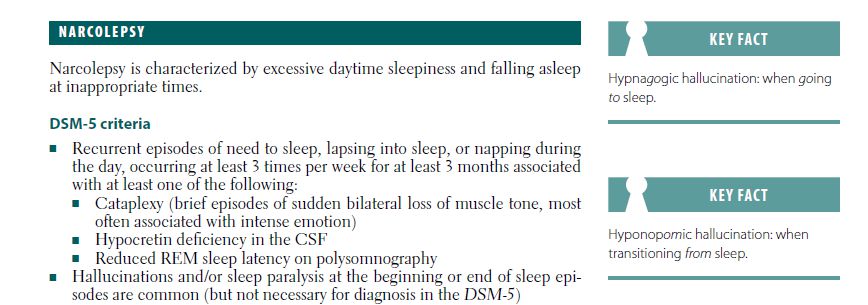 NARCOLEPSY
Narcolepsy is characterized by excessive daytime sleepiness and falling asleep
at inappropriate times.
DSM-5 criteria
■ Recurrent episodes of need to sleep, lapsing into sleep, or napping during
the day, occurring at least 3 times per week for at least 3 months associated
with at least one of the following:
■ Cataplexy (brief episodes of sudden bilateral loss of muscle tone, most
often associated with intense emotion)
■ Hypocretin deficiency in the CSF
■ Reduced REM sleep latency on polysomnography
■ Hallucinations and/or sleep paralysis at the beginning or end of sleep epi-
sodes are common (but not necessary for diagnosis in the DSM-5)
KEY FACT
Hypnagogic hallucination: when going
to sleep.
KEY FACT
Hyponopomic hallucination: when
transitioning from sleep.